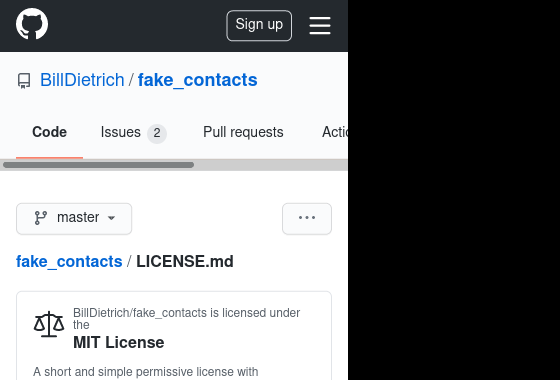 Sign up
BillDietrich / fake_contacts
Code Issues 2 Pull requests Actic
master ...
fake_contacts / LICENSE.md
BillDietrich/fake_contacts is licensed under
the
MIT License
A short and simple permissive license with